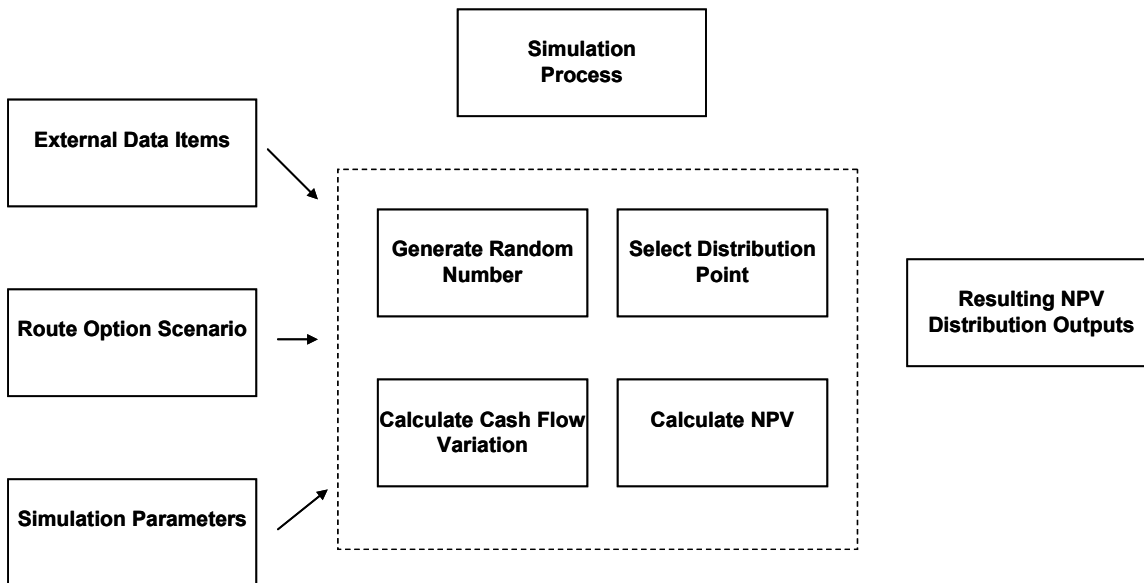 Simulation
Process
External Data Items
Generate Random
Number
Select Distribution
Point
Route Option Scenario
Resulting NPV
Distribution Outputs
Calculate Cash Flow
Variation
Calculate NPV
Simulation Parameters